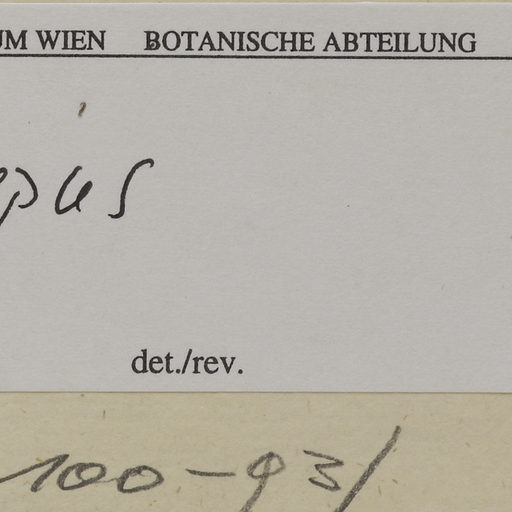 UM WIEN BOTANISCHE ABTEILUNG
pus
det./rev.
100-93/